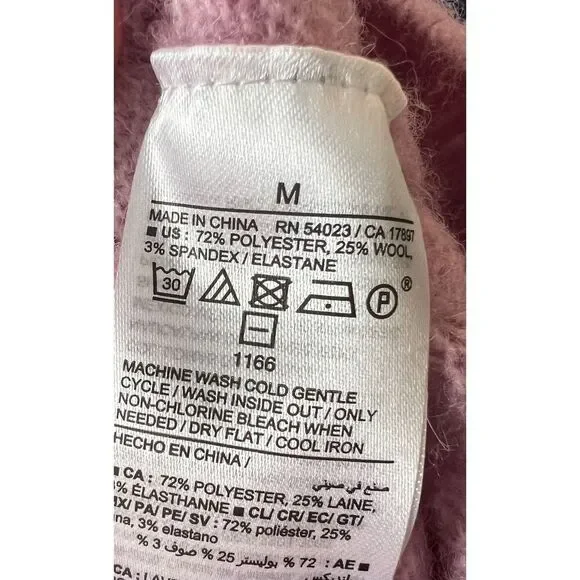 M
MADE IN CHINA RN 54023 / CA 17897
■ US : 72% POLYESTER, 25% WOOL,
3% SPANDEX / ELASTANE
30 P ®
1166
MACHINE WASH COLD GENTLE
CYCLE / WASH INSIDE OUT / ONLY
NON-CHLORINE BLEACH WHEN
NEEDED / DRY FLAT / COOL IRON
HECHO EN CHINA /
صنع في صيني
■ CA : 72% POLYESTER, 25% LAINE,
% ÉLASTHANNE ■ CL/ CR/ EC/ GT/
MX/ PA/ PE/ SV : 72% poliéster, 25%
na, 3% elastano
■ AE : 72 % بوليستر 25 % صوف 3 %